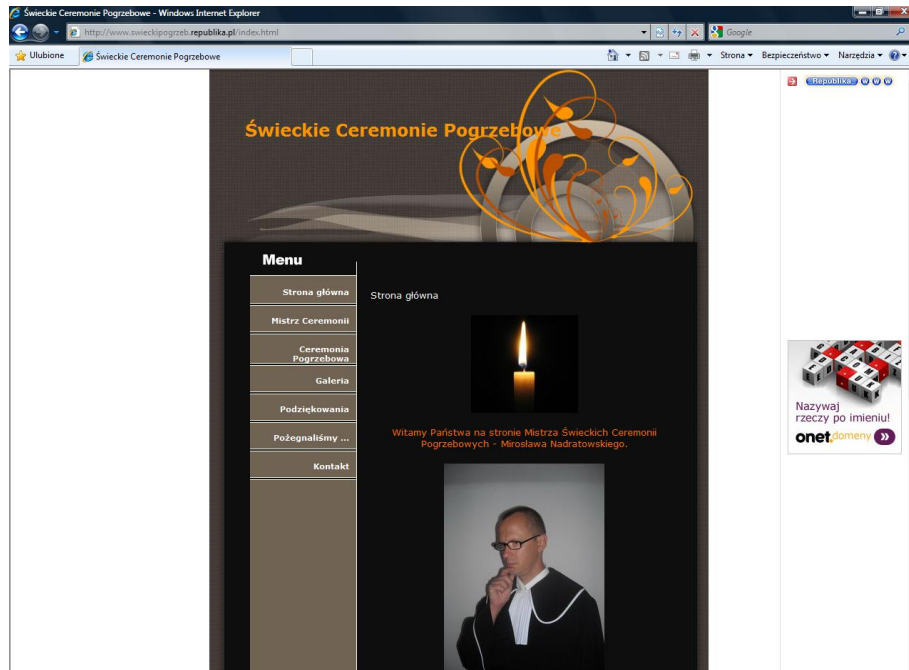 Świeckie Ceremonie Pogrzebowe - Windows Internet Explorer
http://www.swieckipogrzeb.republika.pl/index.html
Google
Ulubione
Świeckie Ceremonie Pogrzebowe
Strona
Bezpieczeństwo
Narzędzia
Republika W W W
Świeckie Ceremonie Pogrzebowe
Menu
Strona główna
Mistrz Ceremonii
Ceremonia
Pogrzebowa
Galeria
Podziękowania
Pożegnaliśmy ...
Kontakt
Strona główna
Witamy Państwa na stronie Mistrza Świeckich Ceremonii
Pogrzebowych - Mirosława Nadratowskiego.
Nazywaj
rzeczy po imieniu!
onet.domeny